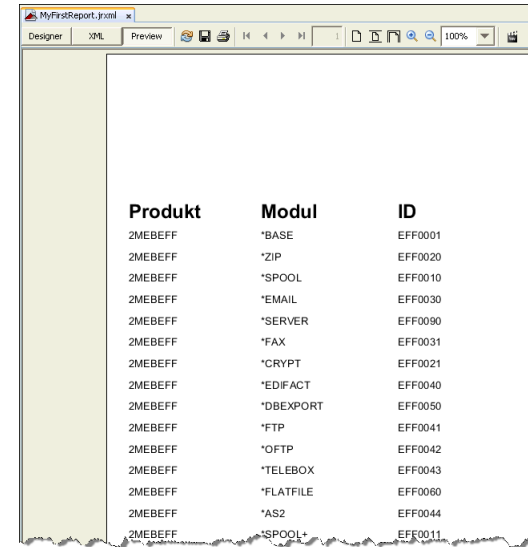 MyFirstReport.jrxml x
Designer XML Preview 1 100%
Produkt Modul ID
2MEBEFF *BASE EFF0001
2MEBEFF *ZIP EFF0020
2MEBEFF *SPOOL EFF0010
2MEBEFF *EMAIL EFF0030
2MEBEFF *SERVER EFF0090
2MEBEFF *FAX EFF0031
2MEBEFF *CRYPT EFF0021
2MEBEFF *EDIFACT EFF0040
2MEBEFF *DBEXPORT EFF0050
2MEBEFF *FTP EFF0041
2MEBEFF *OFTP EFF0042
2MEBEFF *TELEBOX EFF0043
2MEBEFF *FLATFILE EFF0060
2MEBEFF *AS2 EFF0044
2MEBEFF *SPOOL+ EFF0011